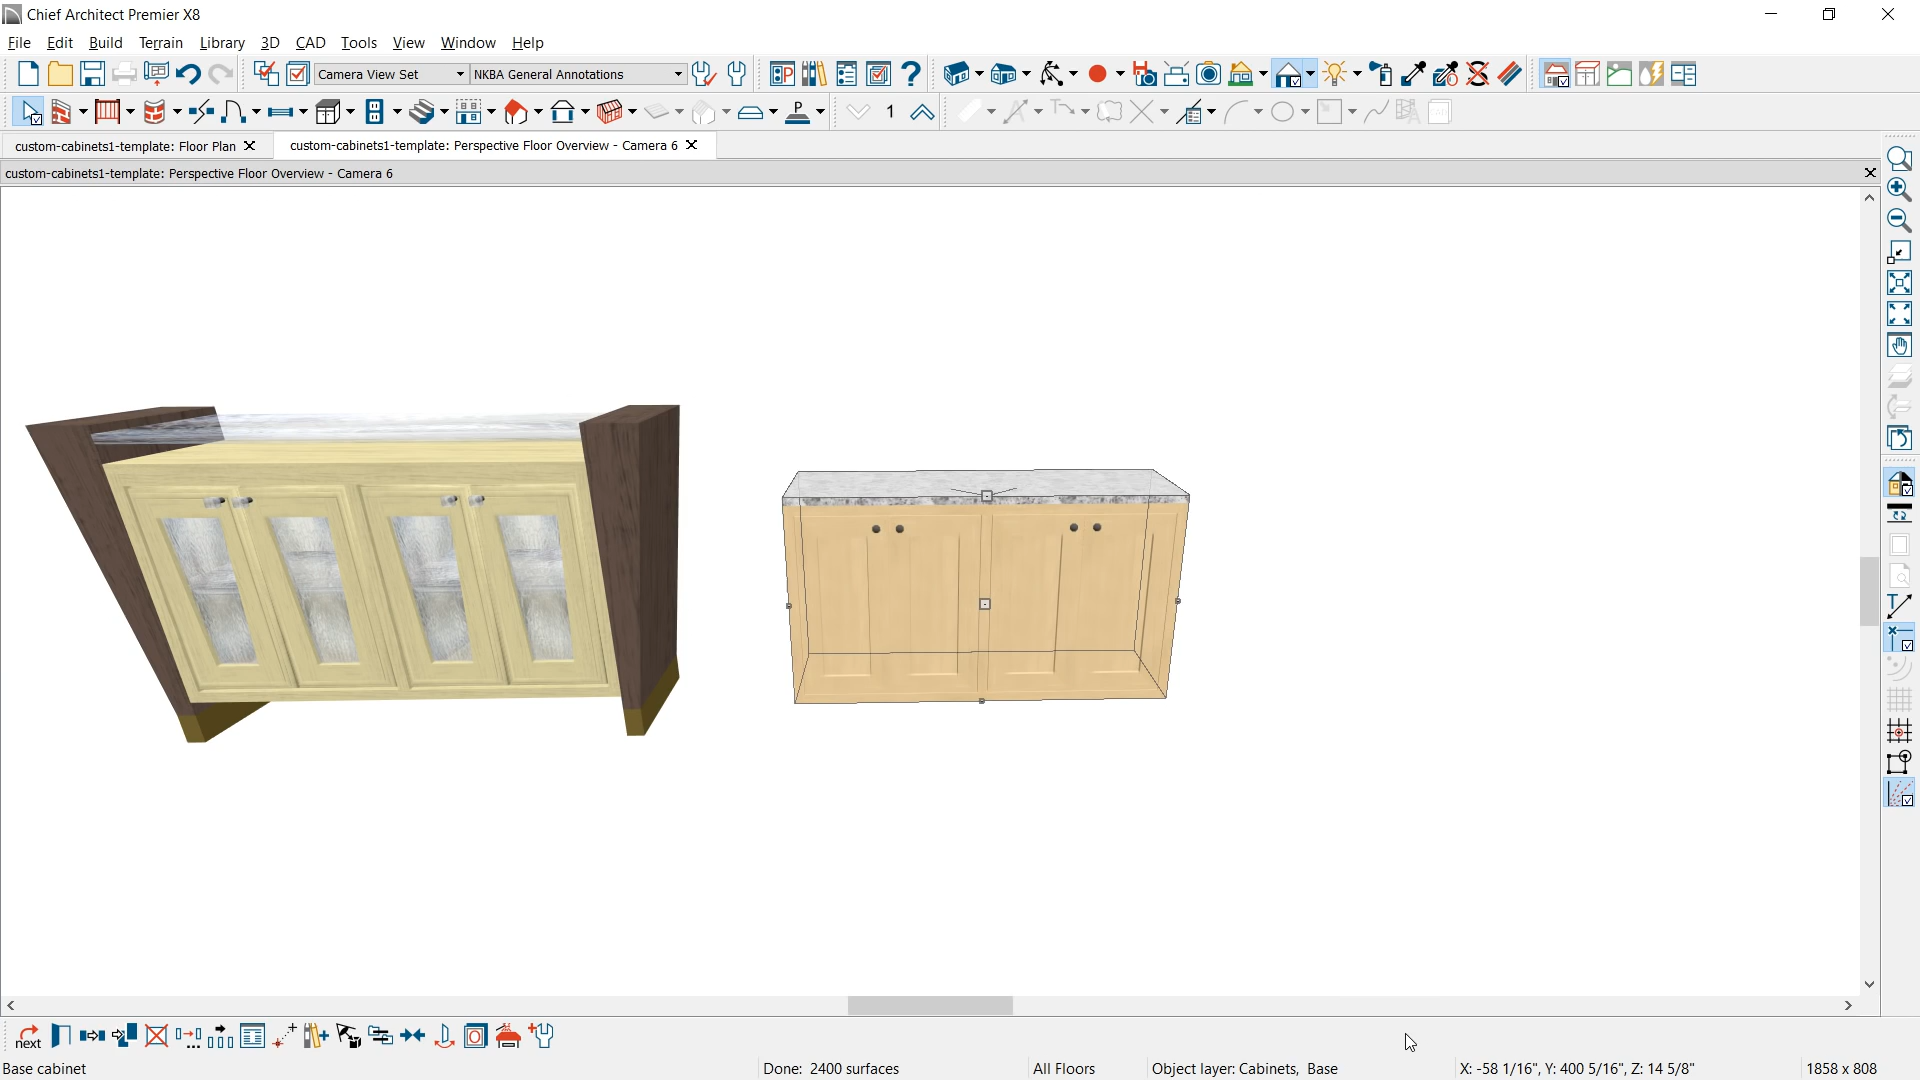 Chief Architect Premier X8
File Edit Build Terrain Library 3D CAD Tools View Window Help
Camera View Set NKBA General Annotations
1
custom-cabinets1-template: Floor Plan custom-cabinets1-template: Perspective Floor Overview - Camera 6
custom-cabinets1-template: Perspective Floor Overview - Camera 6
next
Base cabinet Done: 2400 surfaces All Floors Object layer: Cabinets, Base X: -58 1/16", Y: 400 5/16", Z: 14 5/8" 1858 x 808